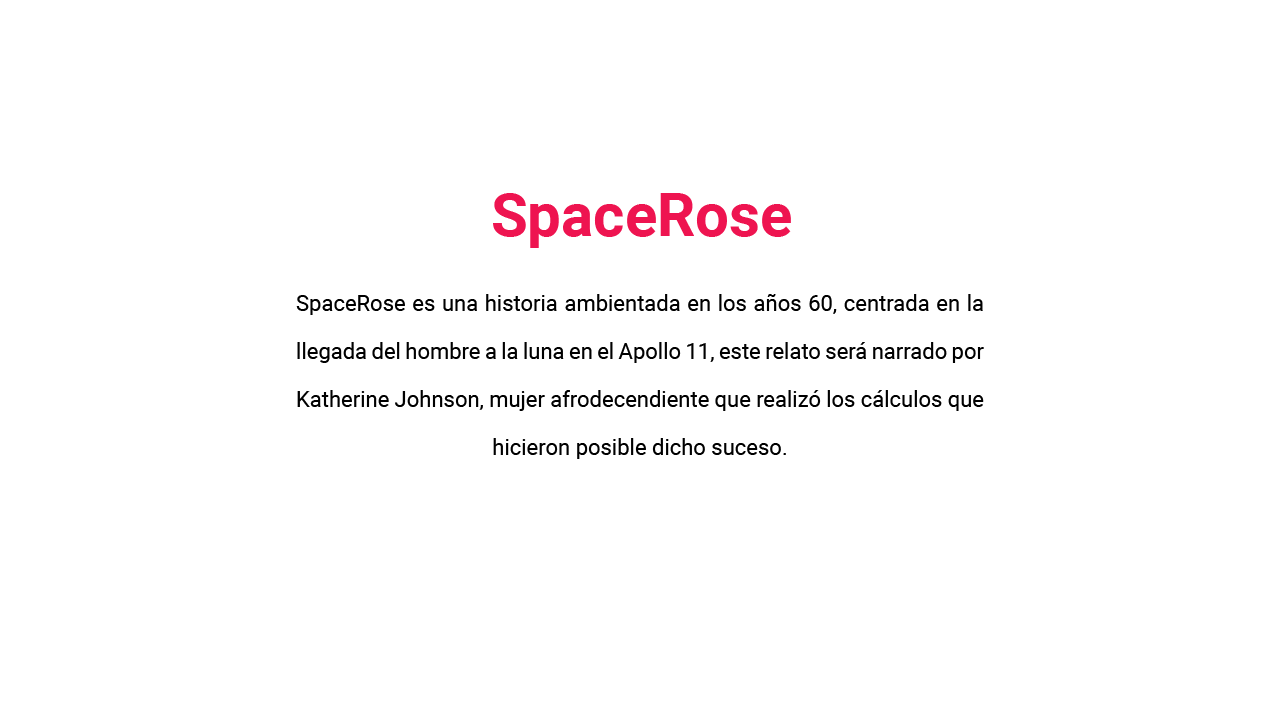 SpaceRose
SpaceRose es una historia ambientada en los años 60, centrada en la
llegada del hombre a la luna en el Apollo 11, este relato será narrado por
Katherine Johnson, mujer afrodecendiente que realizó los cálculos que
hicieron posible dicho suceso.